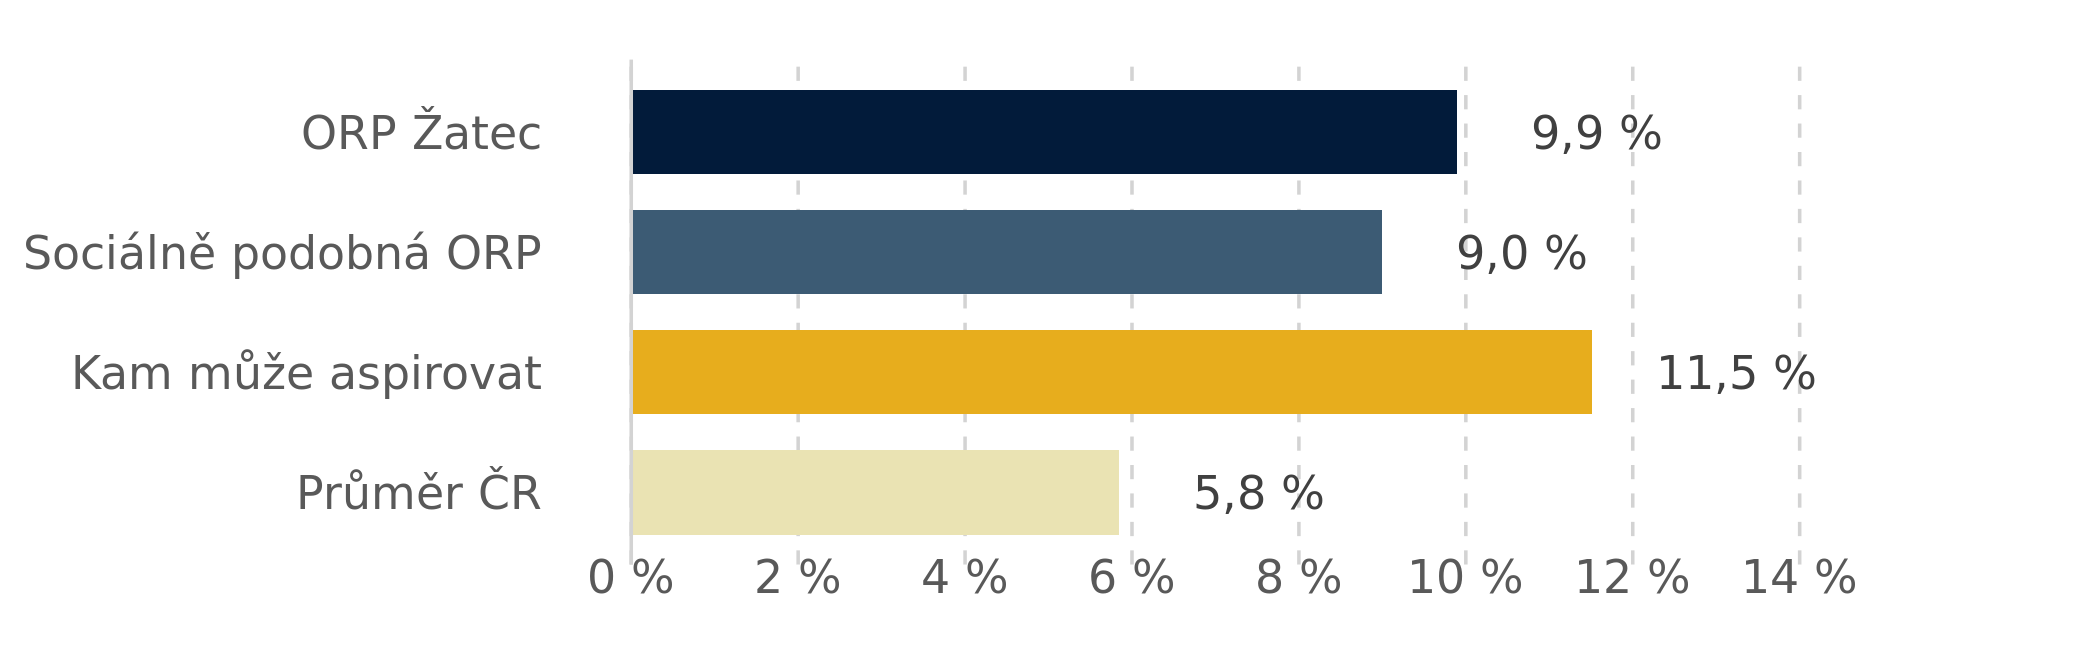 ORP Žatec
9,9 %
Sociálně podobná ORP
9,0 %
Kam může aspirovat
11,5 %
Průměr ČR
5,8 %
0 % 2 % 4 % 6 % 8 % 10 % 12 % 14 %